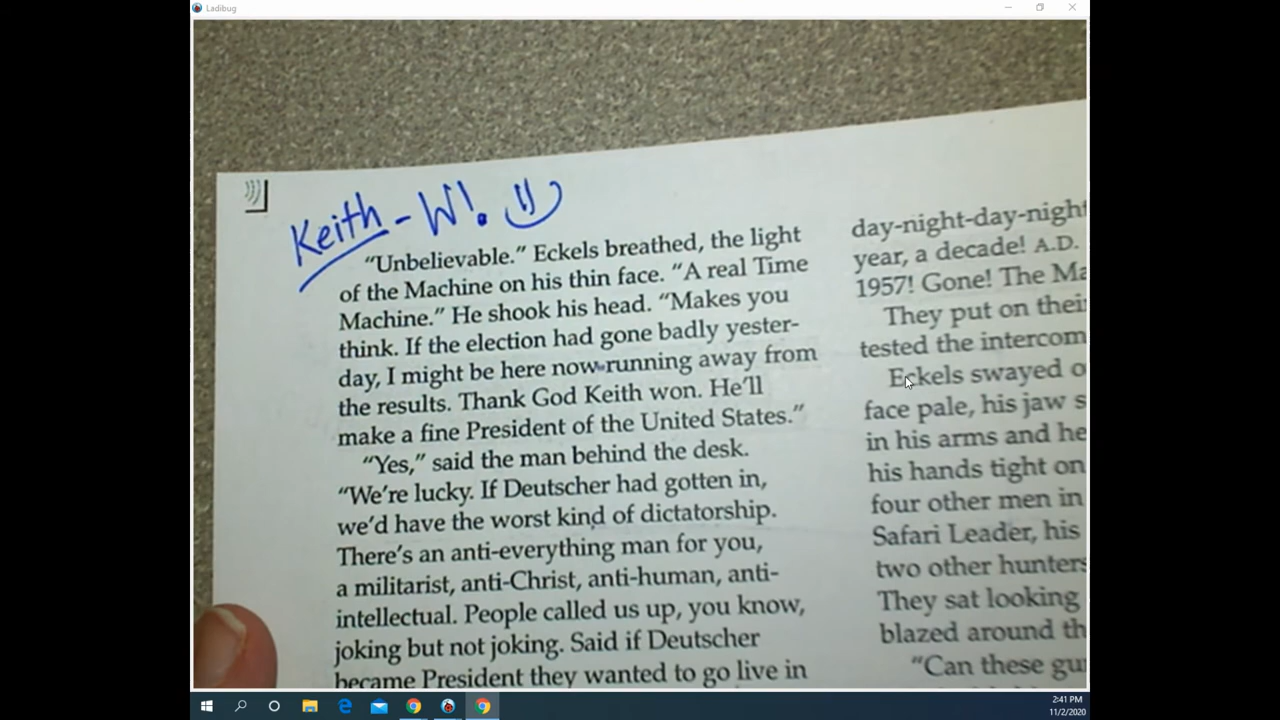 Ladibug
Keith - W!.
"Unbelievable." Eckels breathed, the light
of the Machine on his thin face. "A real Time
Machine." He shook his head. "Makes you
think. If the election had gone badly yester-
day, I might be here now running away from
the results. Thank God Keith won. He'll
make a fine President of the United States."
"Yes," said the man behind the desk.
"We're lucky. If Deutscher had gotten in,
we'd have the worst kind of dictatorship.
There's an anti-everything man for you,
a militarist, anti-Christ, anti-human, anti-
intellectual. People called us up, you know,
joking but not joking. Said if Deutscher
became President they wanted to go live in
day-night-day-night
year, a decade! A.D.
1957! Gone! The Ma
They put on their
tested the intercom
Eckels swayed o
face pale, his jaw s
in his arms and he
his hands tight on
four other men in
Safari Leader, his
two other hunters
They sat looking
blazed around th
"Can these gu
2:41 PM
11/2/2020